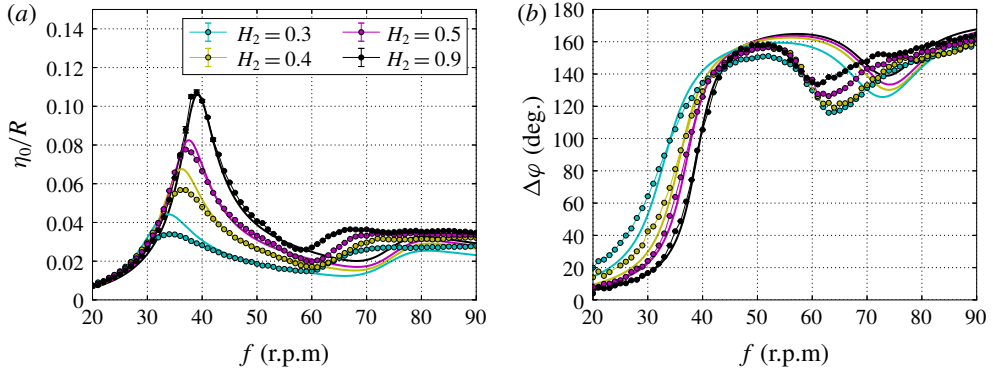 (a)
0.14
0.12
0.10
0.08
0.06
0.04
0.02
0
η0/R
H2 = 0.3
H2 = 0.4
H2 = 0.5
H2 = 0.9
20 30 40 50 60 70 80 90
f (r.p.m)
(b)
180
160
140
120
100
80
60
40
20
0
Δφ (deg.)
20 30 40 50 60 70 80 90
f (r.p.m)